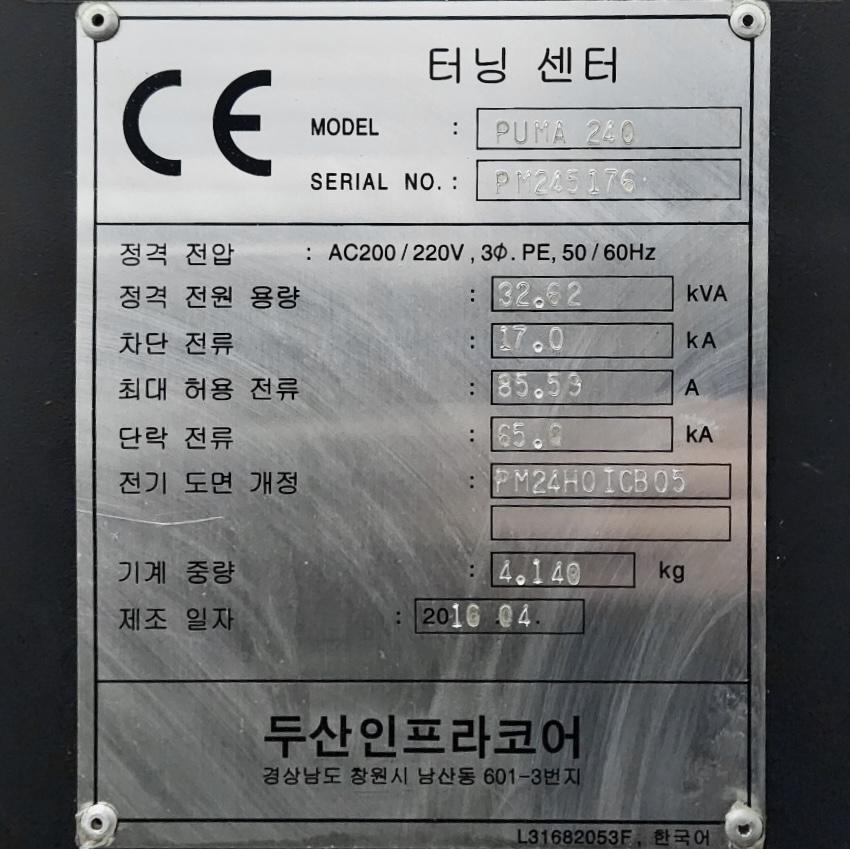 CE
터닝 센터
MODEL : PUMA 240
SERIAL NO. : PM245176
정격 전압 : AC200 / 220V , 3Φ. PE, 50 / 60Hz
정격 전원 용량 : 32.62 kVA
차단 전류 : 17.0 kA
최대 허용 전류 : 85.59 A
단락 전류 : kA
전기 도면 개정 : PM24H0ICB05
기계 중량 : 4.140 kg
제조 일자 : 2016 .04.
두산인프라코어
경상남도 창원시 남산동 601-3번지
L31682053F , 한국어